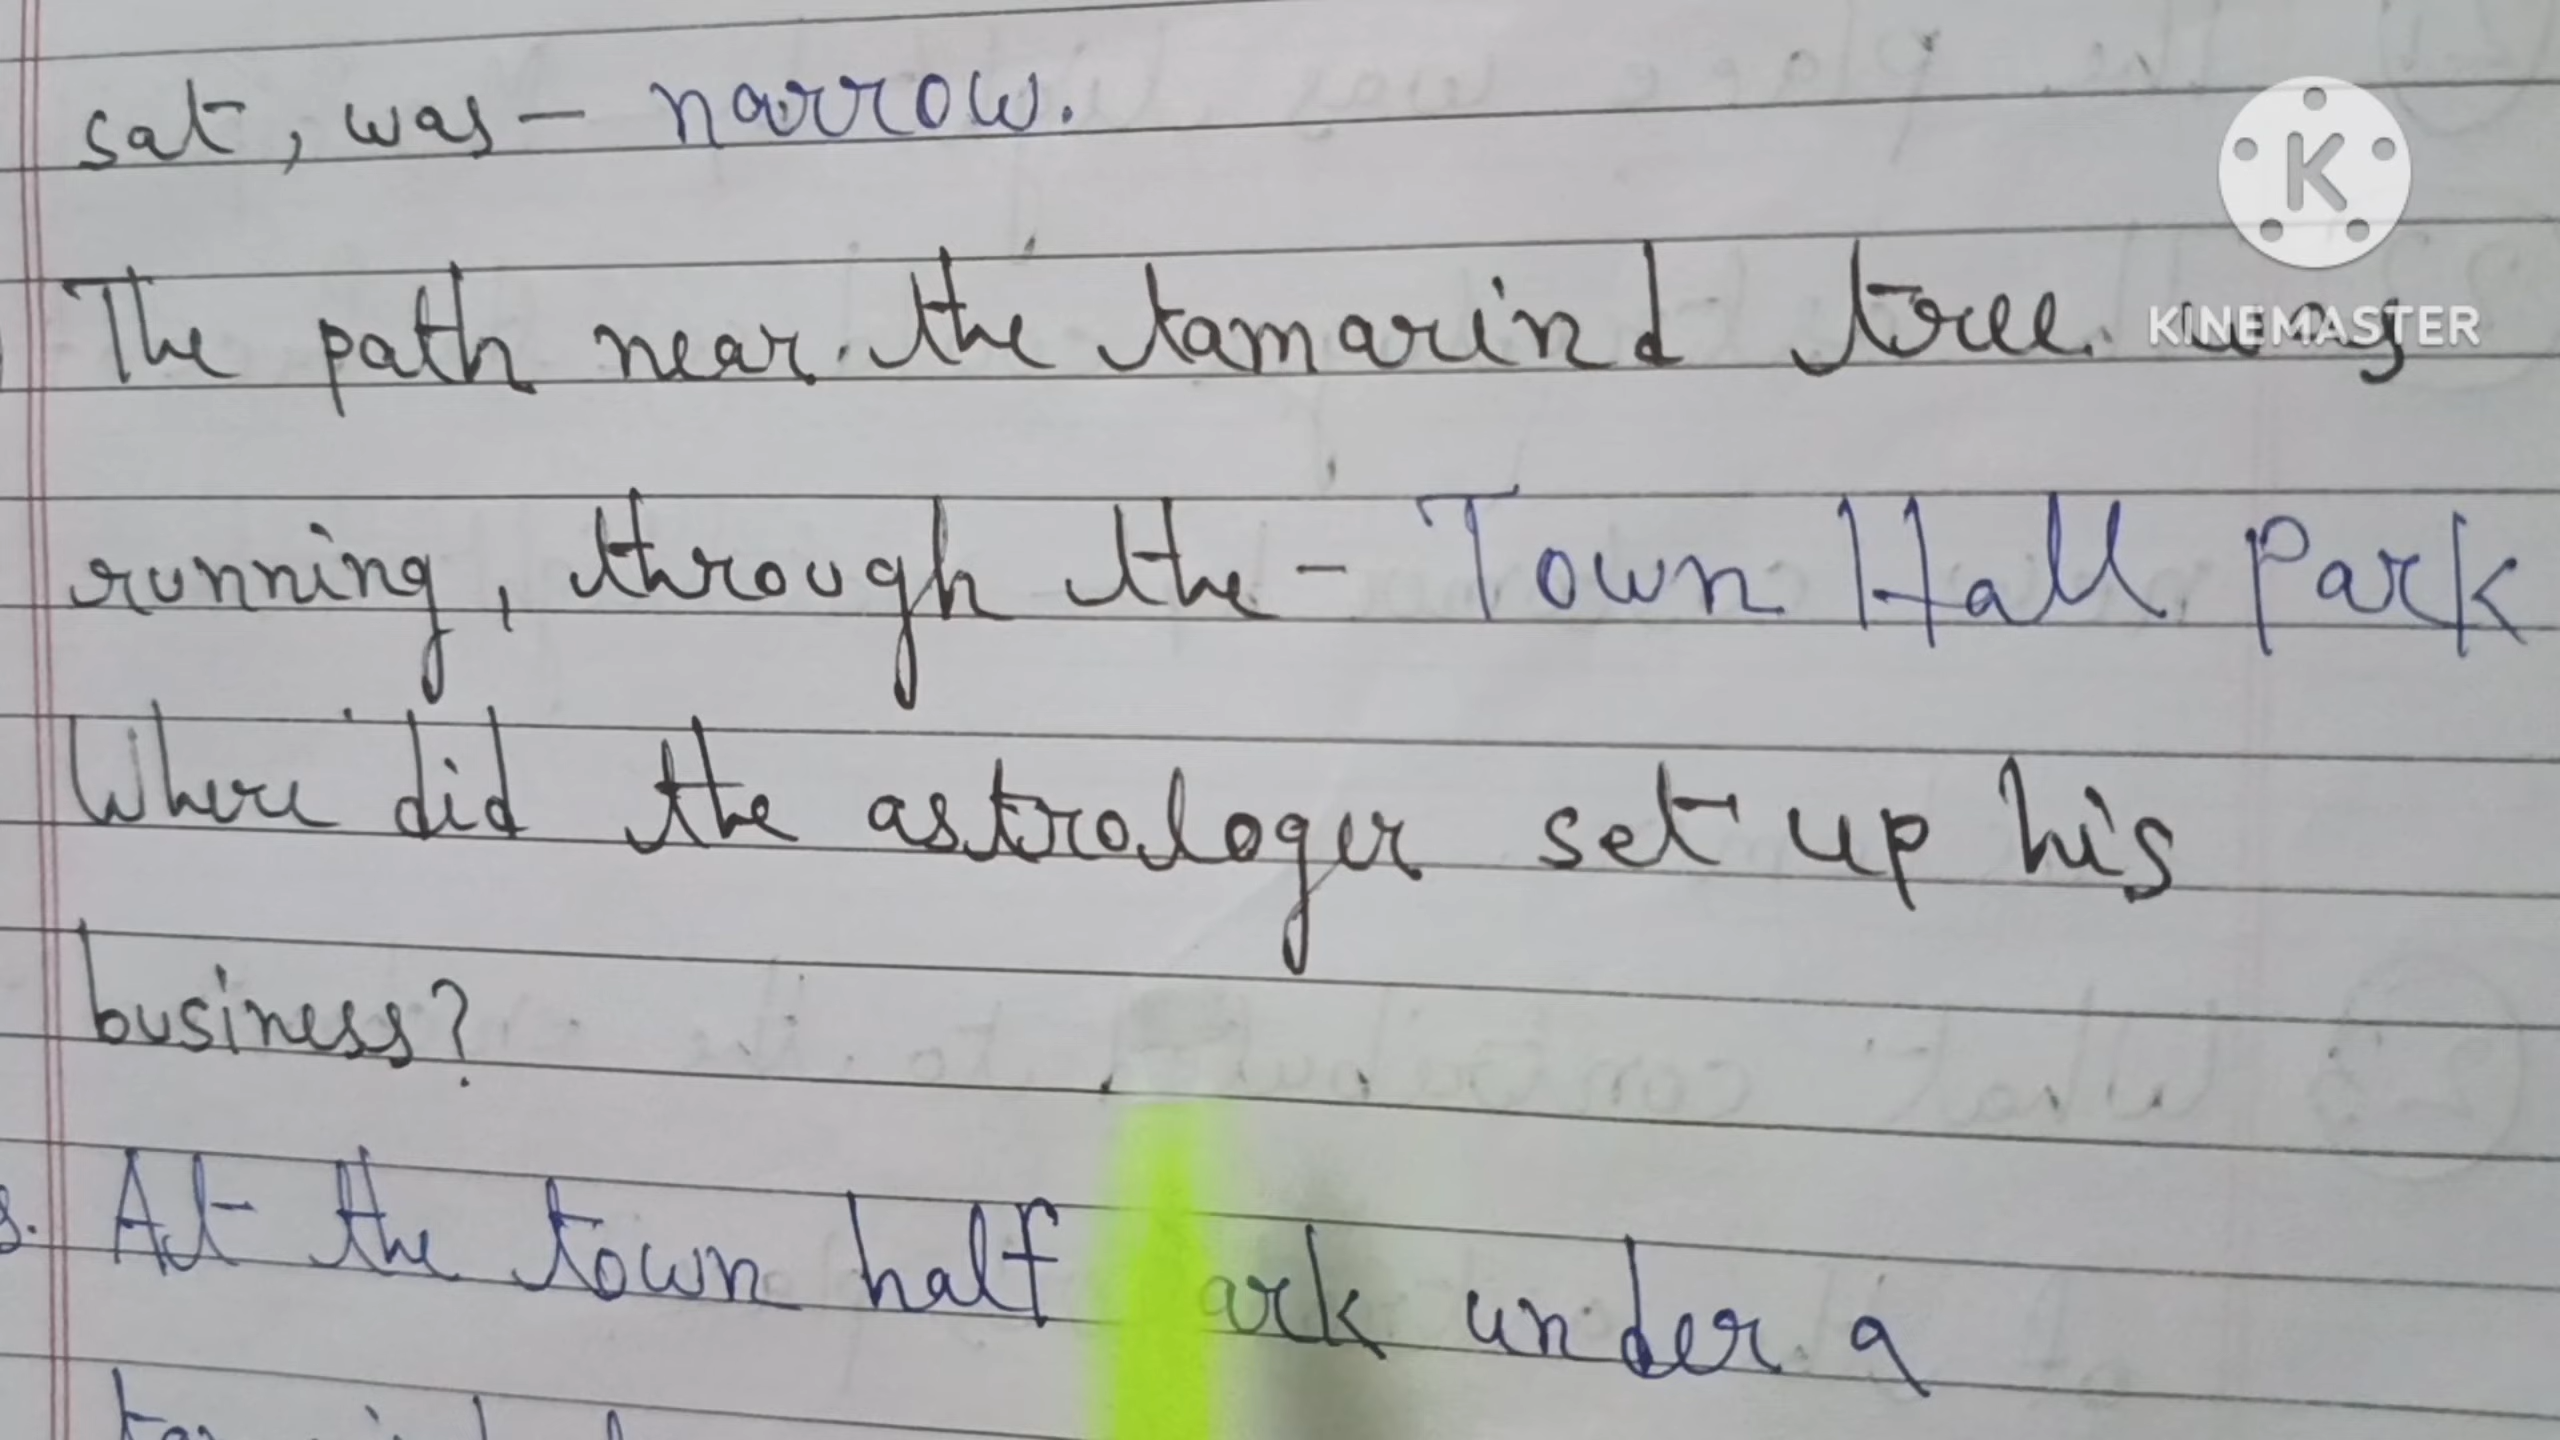 sat, was - narrow.
The path near the tamarind tree was
running, through the - Town Hall Park
Where did the astrologer set up his
business?
At the town half ark under a
K
KINEMASTER